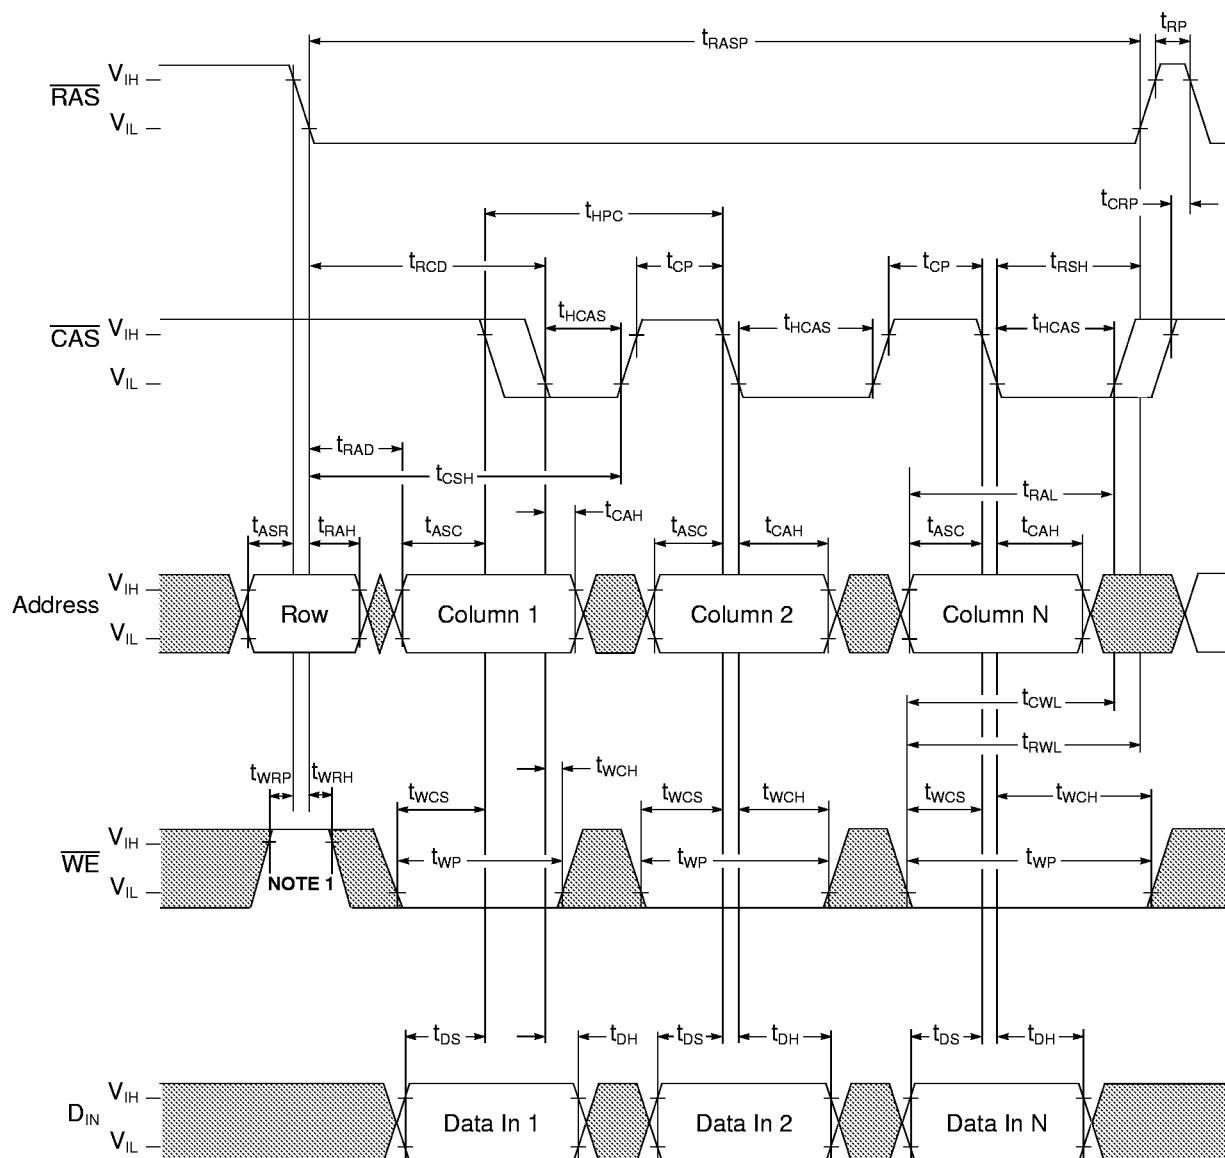 tRASP tRP
RAS VIH
VIL
tCRP
tHPC
tRCD tCP tCP tRSH
tHCAS tHCAS tHCAS
CAS VIH
VIL
tRAD
tCSH
tRAL
tASR tRAH tASC tCAH tASC tCAH tASC tCAH
Address VIH
VIL
Row Column 1 Column 2 Column N
tCWL
tRWL
tWCH
tWRP tWRH tWCS tWCS tWCH tWCS tWCH
tWP tWP tWP
WE VIH
VIL
NOTE 1
tDS tDH tDS tDH tDS tDH
DIN VIH
VIL
Data In 1 Data In 2 Data In N